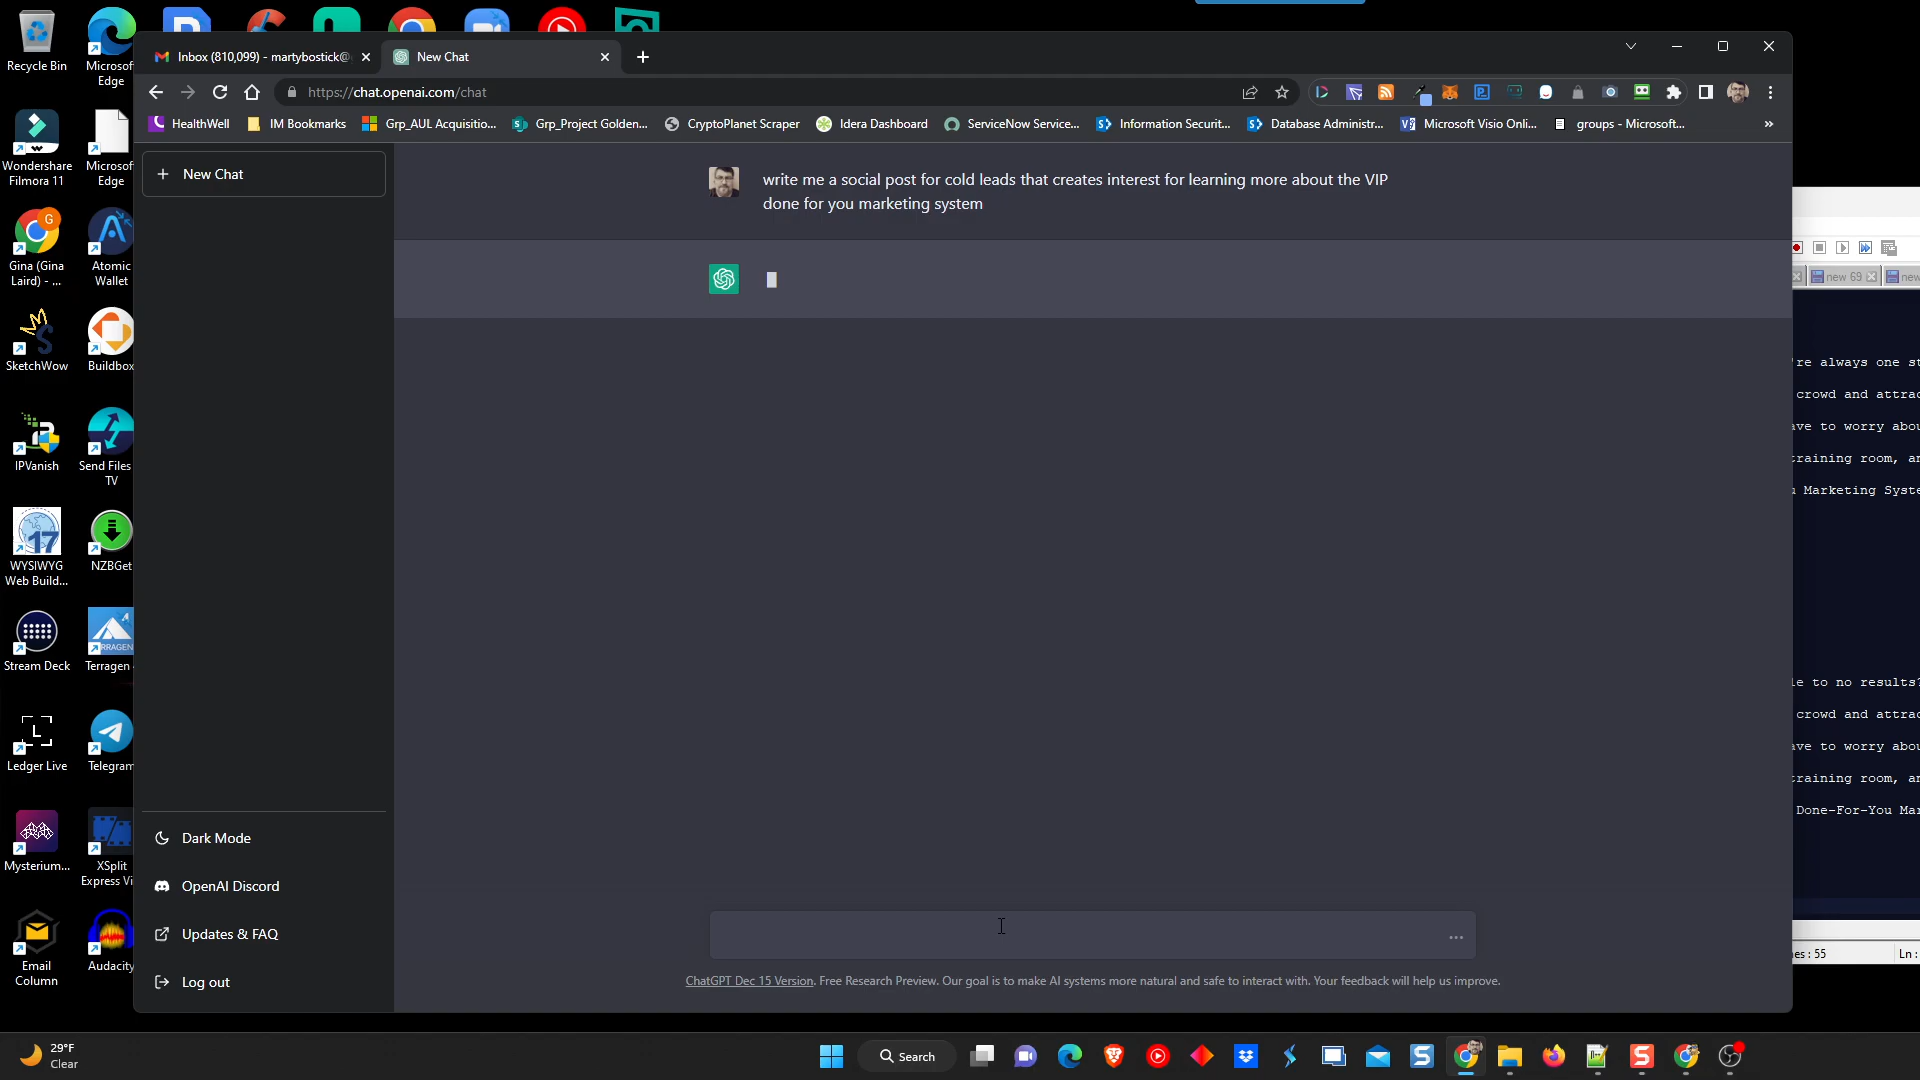 Recycle Bin
Microsof
Edge
Wondershare
Filmora 11
Microsof
Edge
Gina (Gina
Laird) - ...
Atomic
Wallet
SketchWow
Buildbox
IPVanish
Send Files
TV
17
WYSIWYG
Web Build...
NZBGet
Stream Deck
Terragen
Ledger Live
Telegram
Mysterium...
XSplit
Express Vi
Email
Column
Audacity
Inbox (810,099) - martybostick@
New Chat
https://chat.openai.com/chat
HealthWell
IM Bookmarks
Grp_AUL Acquisitio...
Grp_Project Golden...
CryptoPlanet Scraper
Idera Dashboard
ServiceNow Service...
Information Securit...
Database Administr...
Microsoft Visio Onli...
groups - Microsoft...
»
+ New Chat
write me a social post for cold leads that creates interest for learning more about the VIP
done for you marketing system
Dark Mode
OpenAI Discord
Updates & FAQ
Log out
ChatGPT Dec 15 Version. Free Research Preview. Our goal is to make AI systems more natural and safe to interact with. Your feedback will help us improve.
new 69
new
're always one st
crowd and attrac
ave to worry abou
training room, an
u Marketing Syste
le to no results?
crowd and attrac
ave to worry abou
training room, an
Done-For-You Mar
es : 55
Ln :
29°F
Clear
Search